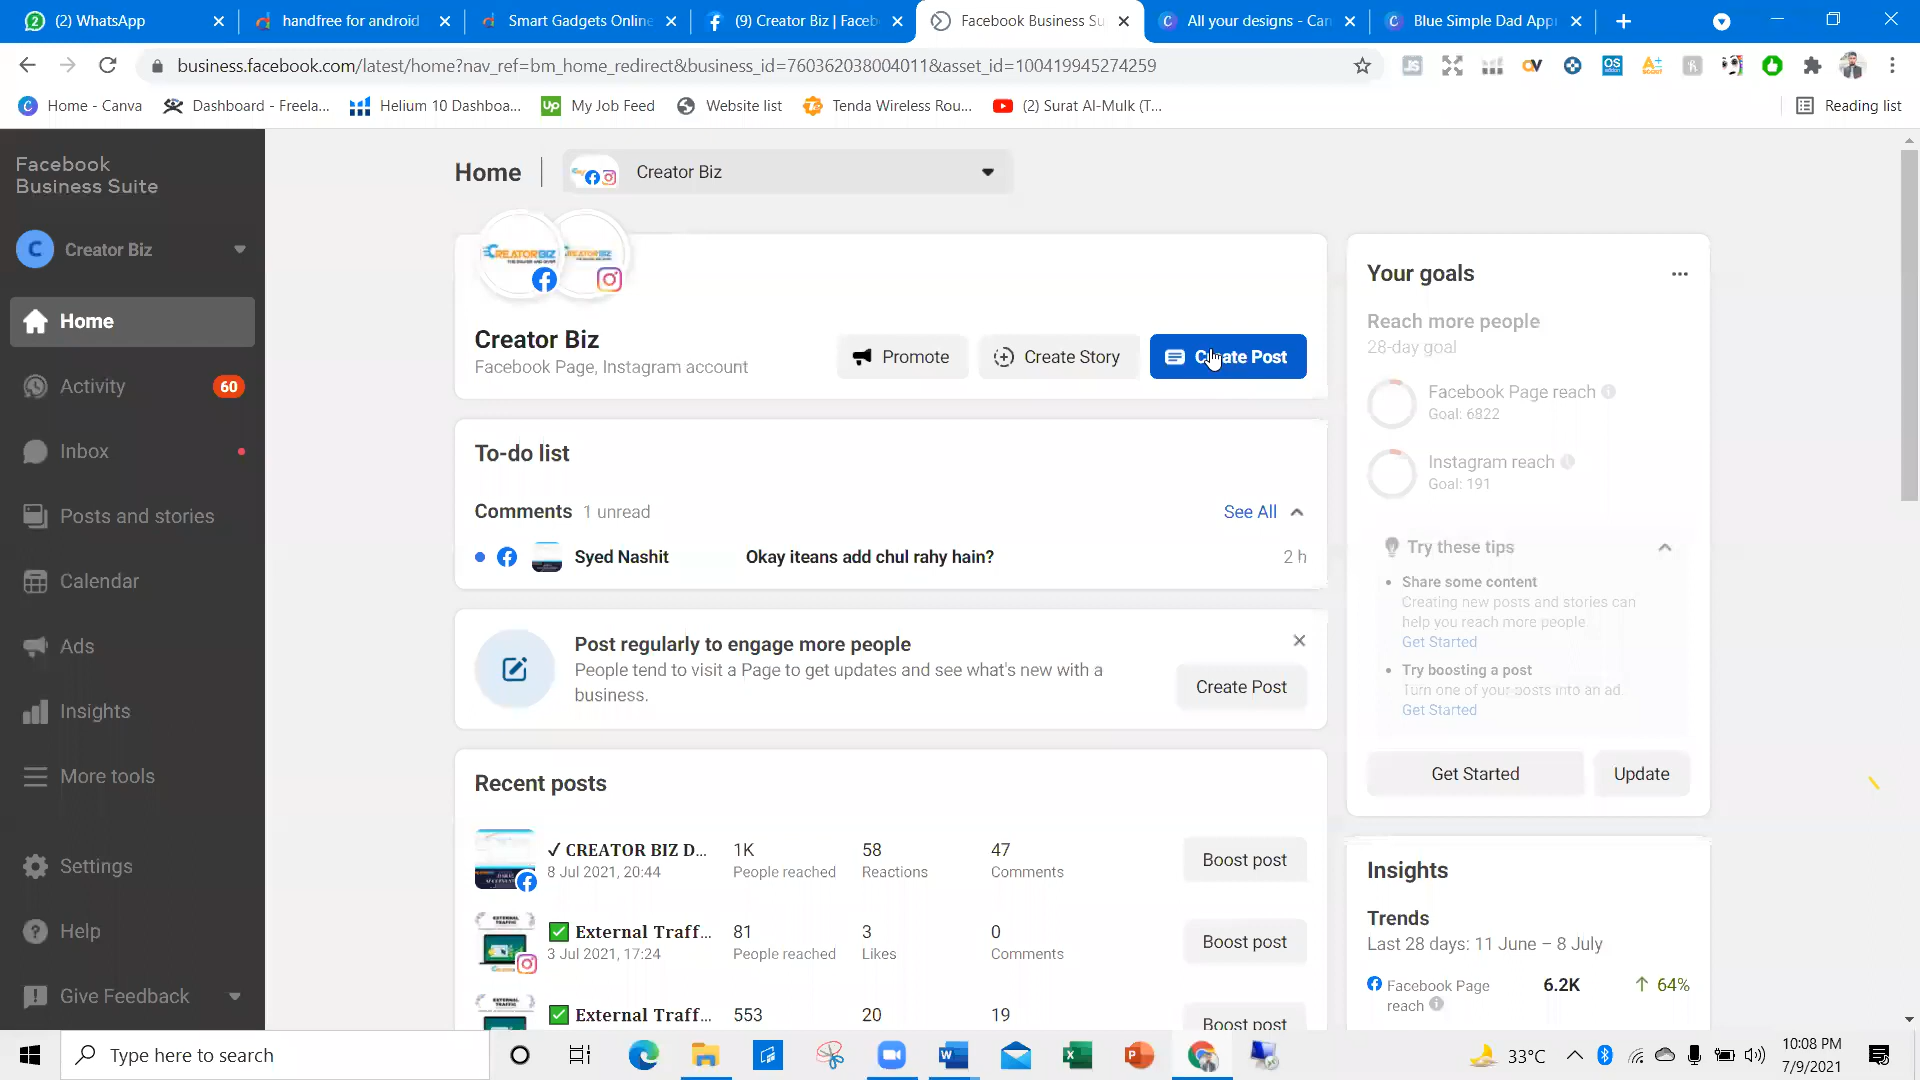 (2) WhatsApp
handfree for android
Smart Gadgets Online
(9) Creator Biz | Faceb
Facebook Business Su
All your designs - Can
Blue Simple Dad App
business.facebook.com/latest/home?nav_ref=bm_home_redirect&business_id=760362038004011&asset_id=100419945274259
Home - Canva
Dashboard - Freela...
Helium 10 Dashboa...
My Job Feed
Website list
Tenda Wireless Rou...
(2) Surat Al-Mulk (T...
Reading list
Facebook
Business Suite
Creator Biz
Home
Activity
60
Inbox
Posts and stories
Calendar
Ads
Insights
More tools
Settings
Help
Give Feedback
Home
Creator Biz
CREATORBIZ
Creator Biz
Facebook Page, Instagram account
Promote
Create Story
Create Post
To-do list
Comments 1 unread
See All
Syed Nashit
Okay iteans add chul rahy hain?
2 h
Post regularly to engage more people
People tend to visit a Page to get updates and see what's new with a
business.
Create Post
Recent posts
✓ CREATOR BIZ D...
8 Jul 2021, 20:44
1K
People reached
58
Reactions
47
Comments
Boost post
✅ External Traff...
3 Jul 2021, 17:24
81
People reached
3
Likes
0
Comments
Boost post
✅ External Traff...
553
20
19
Boost post
Your goals
Reach more people
28-day goal
Facebook Page reach
Goal: 6822
Instagram reach
Goal: 191
Try these tips
• Share some content
Creating new posts and stories can
help you reach more people
Get Started
• Try boosting a post
Turn one of your posts into an ad.
Get Started
Get Started
Update
Insights
Trends
Last 28 days: 11 June – 8 July
Facebook Page
reach
6.2K
↑ 64%
Type here to search
33°C
10:08 PM
7/9/2021